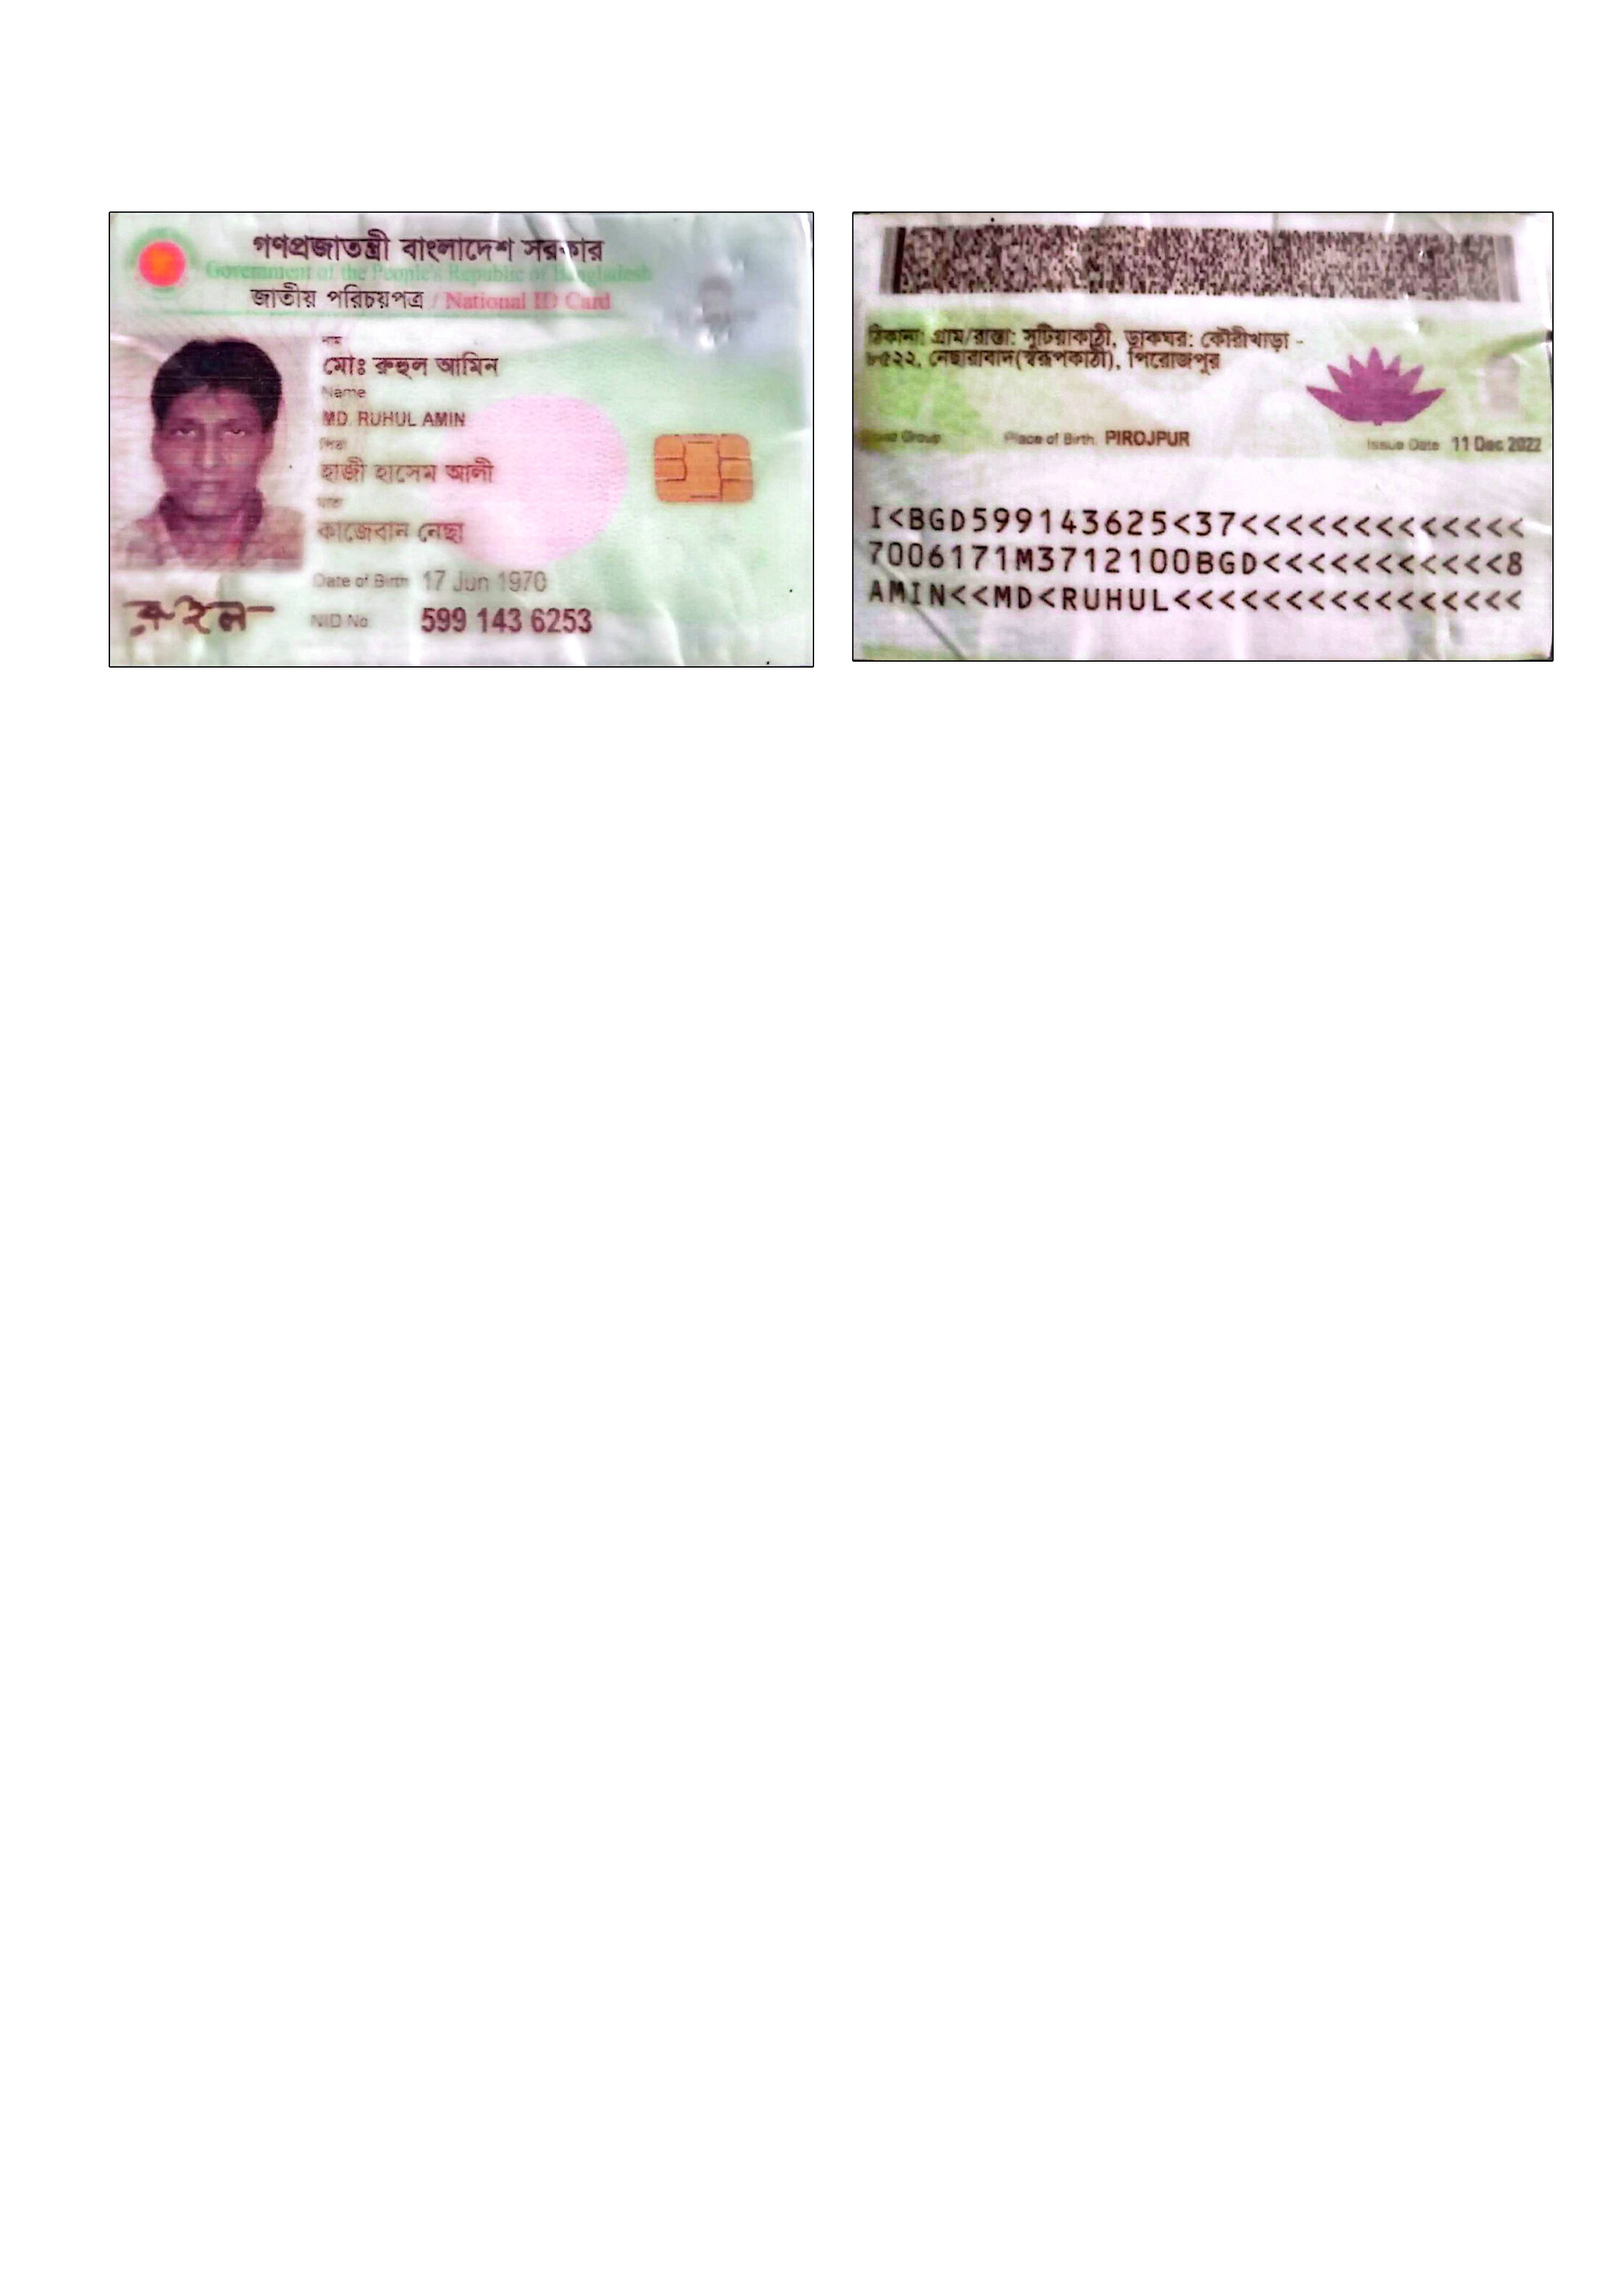 গণপ্রজাতন্ত্রী বাংলাদেশ সরকার
Government of the People's Republic of Bangladesh
জাতীয় পরিচয়পত্র / National ID Card
নাম
মোঃ রুহুল আমিন
Name
MD. RUHUL AMIN
পিতা
হাজী হাসেম আলী
মাতা
কাজেবান নেছা
Date of Birth 17 Jun 1970
NID No 599 143 6253
রুহুল
ঠিকানা: গ্রাম/রাস্তা: সুটিয়াকাঠী, ডাকঘর: কৌরীখাড়া -
৮৫২২, নেছারাবাদ(স্বরূপকাঠী), পিরোজপুর
Blood Group Place of Birth PIROJPUR Issue Date 11 Dec 2022
I<BGD599143625<37<<<<<<<<<<<<<
7006171M3712100BGD<<<<<<<<<<<8
AMIN<<MD<RUHUL<<<<<<<<<<<<<<<<